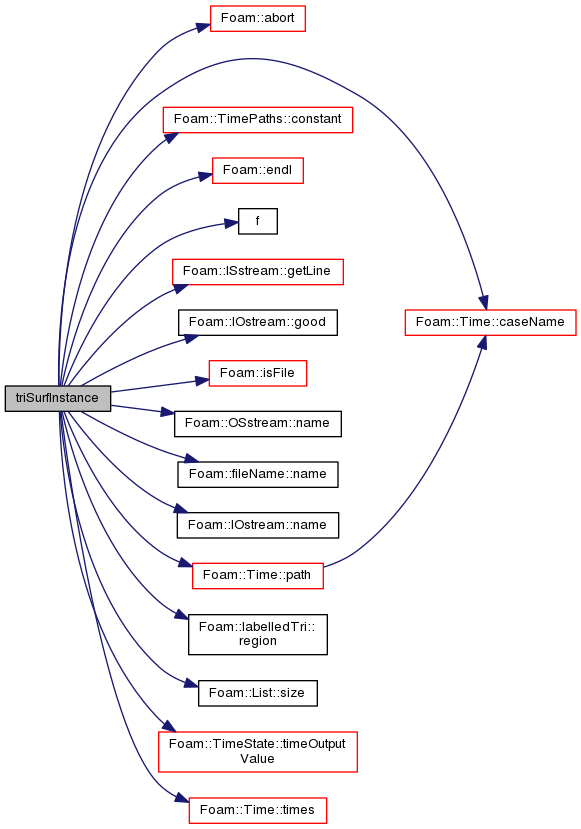 Foam::abort
Foam::TimePaths::constant
Foam::endl
f
Foam::ISstream::getLine
Foam::IOstream::good
Foam::Time::caseName
Foam::isFile
triSurfInstance
Foam::OSstream::name
Foam::fileName::name
Foam::IOstream::name
Foam::Time::path
Foam::labelledTri::
region
Foam::List::size
Foam::TimeState::timeOutput
Value
Foam::Time::times